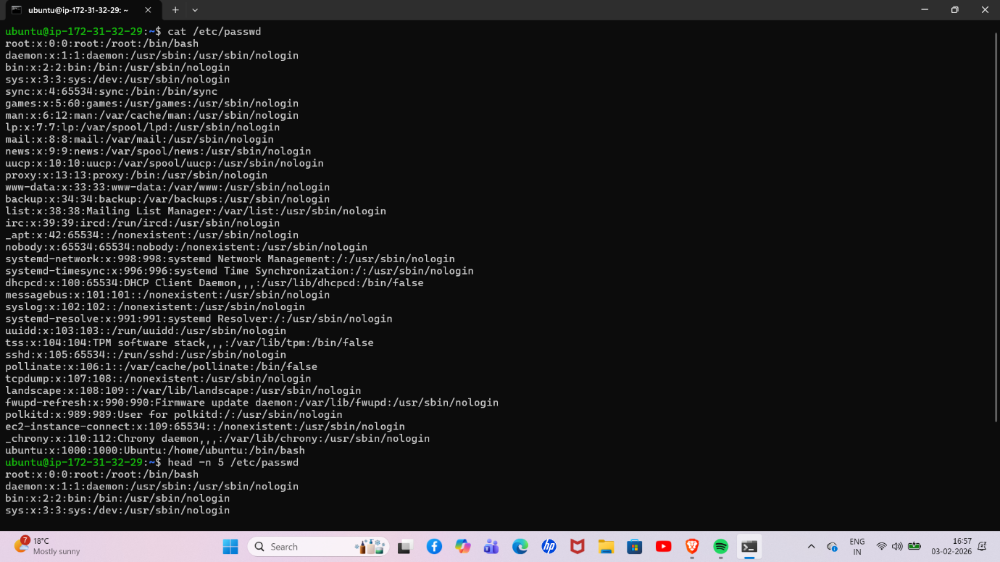 ubuntu@ip-172-31-32-29: ~
ubuntu@ip-172-31-32-29:~$ cat /etc/passwd
root:x:0:0:root:/root:/bin/bash
daemon:x:1:1:daemon:/usr/sbin:/usr/sbin/nologin
bin:x:2:2:bin:/bin:/usr/sbin/nologin
sys:x:3:3:sys:/dev:/usr/sbin/nologin
sync:x:4:65534:sync:/bin:/bin/sync
games:x:5:60:games:/usr/games:/usr/sbin/nologin
man:x:6:12:man:/var/cache/man:/usr/sbin/nologin
lp:x:7:7:lp:/var/spool/lpd:/usr/sbin/nologin
mail:x:8:8:mail:/var/mail:/usr/sbin/nologin
news:x:9:9:news:/var/spool/news:/usr/sbin/nologin
uucp:x:10:10:uucp:/var/spool/uucp:/usr/sbin/nologin
proxy:x:13:13:proxy:/bin:/usr/sbin/nologin
www-data:x:33:33:www-data:/var/www:/usr/sbin/nologin
backup:x:34:34:backup:/var/backups:/usr/sbin/nologin
list:x:38:38:Mailing List Manager:/var/list:/usr/sbin/nologin
irc:x:39:39:ircd:/run/ircd:/usr/sbin/nologin
_apt:x:42:65534::/nonexistent:/usr/sbin/nologin
nobody:x:65534:65534:nobody:/nonexistent:/usr/sbin/nologin
systemd-network:x:998:998:systemd Network Management:/:/usr/sbin/nologin
systemd-timesync:x:996:996:systemd Time Synchronization:/:/usr/sbin/nologin
dhcpcd:x:100:65534:DHCP Client Daemon,,,:/usr/lib/dhcpcd:/bin/false
messagebus:x:101:101::/nonexistent:/usr/sbin/nologin
syslog:x:102:102::/nonexistent:/usr/sbin/nologin
systemd-resolve:x:991:991:systemd Resolver:/:/usr/sbin/nologin
uuidd:x:103:103::/run/uuidd:/usr/sbin/nologin
tss:x:104:104:TPM software stack,,,:/var/lib/tpm:/bin/false
sshd:x:105:65534::/run/sshd:/usr/sbin/nologin
pollinate:x:106:1::/var/cache/pollinate:/bin/false
tcpdump:x:107:108::/nonexistent:/usr/sbin/nologin
landscape:x:108:109::/var/lib/landscape:/usr/sbin/nologin
fwupd-refresh:x:990:990:Firmware update daemon:/var/lib/fwupd:/usr/sbin/nologin
polkitd:x:989:989:User for polkitd:/:/usr/sbin/nologin
ec2-instance-connect:x:109:65534::/nonexistent:/usr/sbin/nologin
_chrony:x:110:112:Chrony daemon,,,:/var/lib/chrony:/usr/sbin/nologin
ubuntu:x:1000:1000:Ubuntu:/home/ubuntu:/bin/bash
ubuntu@ip-172-31-32-29:~$ head -n 5 /etc/passwd
root:x:0:0:root:/root:/bin/bash
daemon:x:1:1:daemon:/usr/sbin:/usr/sbin/nologin
bin:x:2:2:bin:/bin:/usr/sbin/nologin
sys:x:3:3:sys:/dev:/usr/sbin/nologin
7
18°C
Mostly sunny
Search
hp
ENG
IN
16:57
03-02-2026